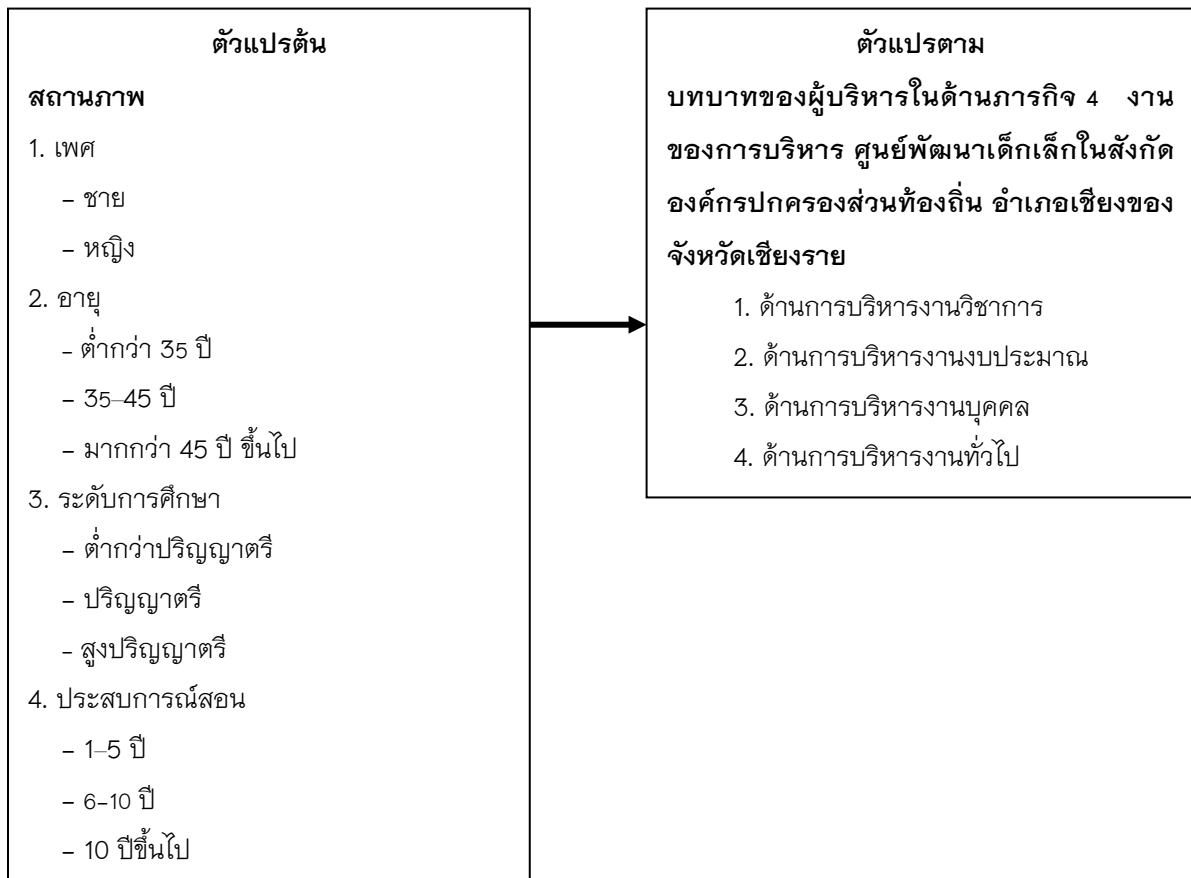 ตัวแปรต้น
สถานภาพ
1. เพศ
– ชาย
– หญิง
2. อายุ
– ต่ำกว่า 35 ปี
– 35–45 ปี
– มากกว่า 45 ปี ขึ้นไป
3. ระดับการศึกษา
– ต่ำกว่าปริญญาตรี
– ปริญญาตรี
– สูงปริญญาตรี
4. ประสบการณ์สอน
– 1–5 ปี
– 6-10 ปี
– 10 ปีขึ้นไป
ตัวแปรตาม
บทบาทของผู้บริหารในด้านภารกิจ 4 งาน
ของการบริหาร ศูนย์พัฒนาเด็กเล็กในสังกัด
องค์กรปกครองส่วนท้องถิ่น อำเภอเชียงของ
จังหวัดเชียงราย
1. ด้านการบริหารงานวิชาการ
2. ด้านการบริหารงานงบประมาณ
3. ด้านการบริหารงานบุคคล
4. ด้านการบริหารงานทั่วไป